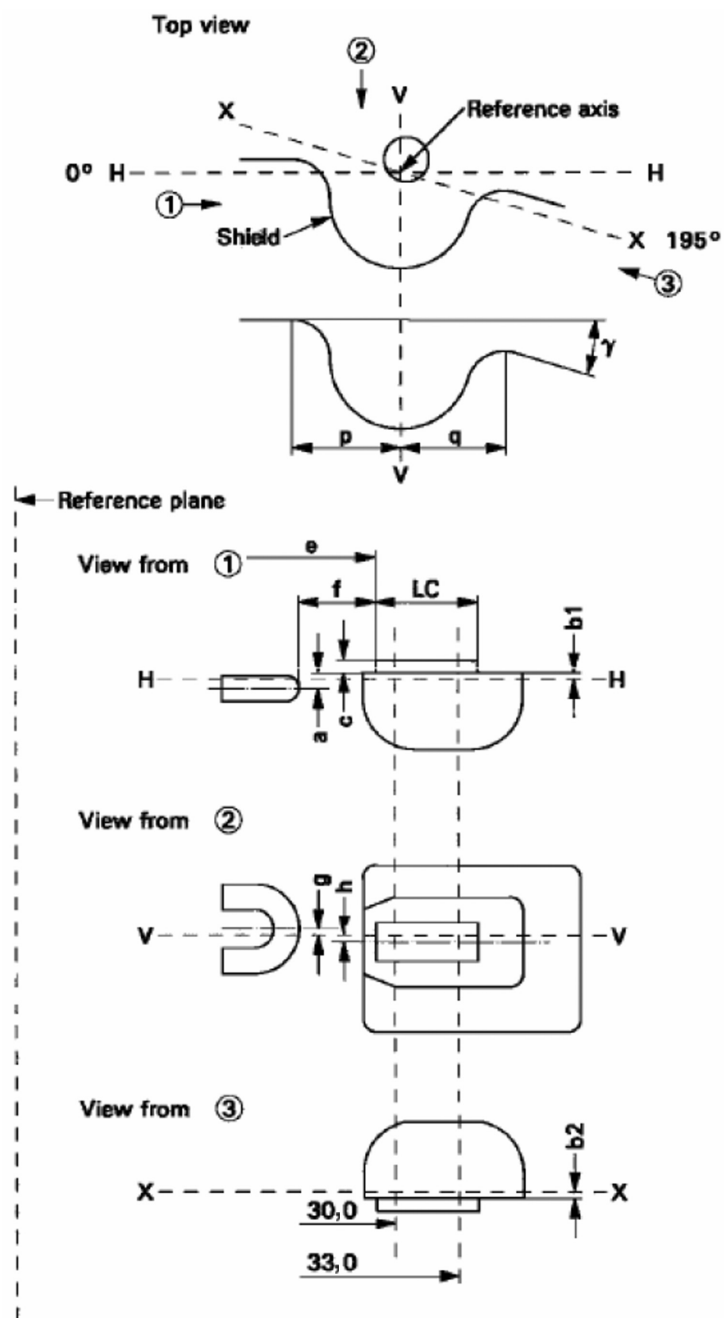 Top view
②
V
X
Reference axis
0° H H
①
Shield
X 195°
③
γ
p q
V
Reference plane
e
View from ①
f LC b1
H H
a c
View from ②
g h
V V
View from ③
b2
X X
30,0
33,0